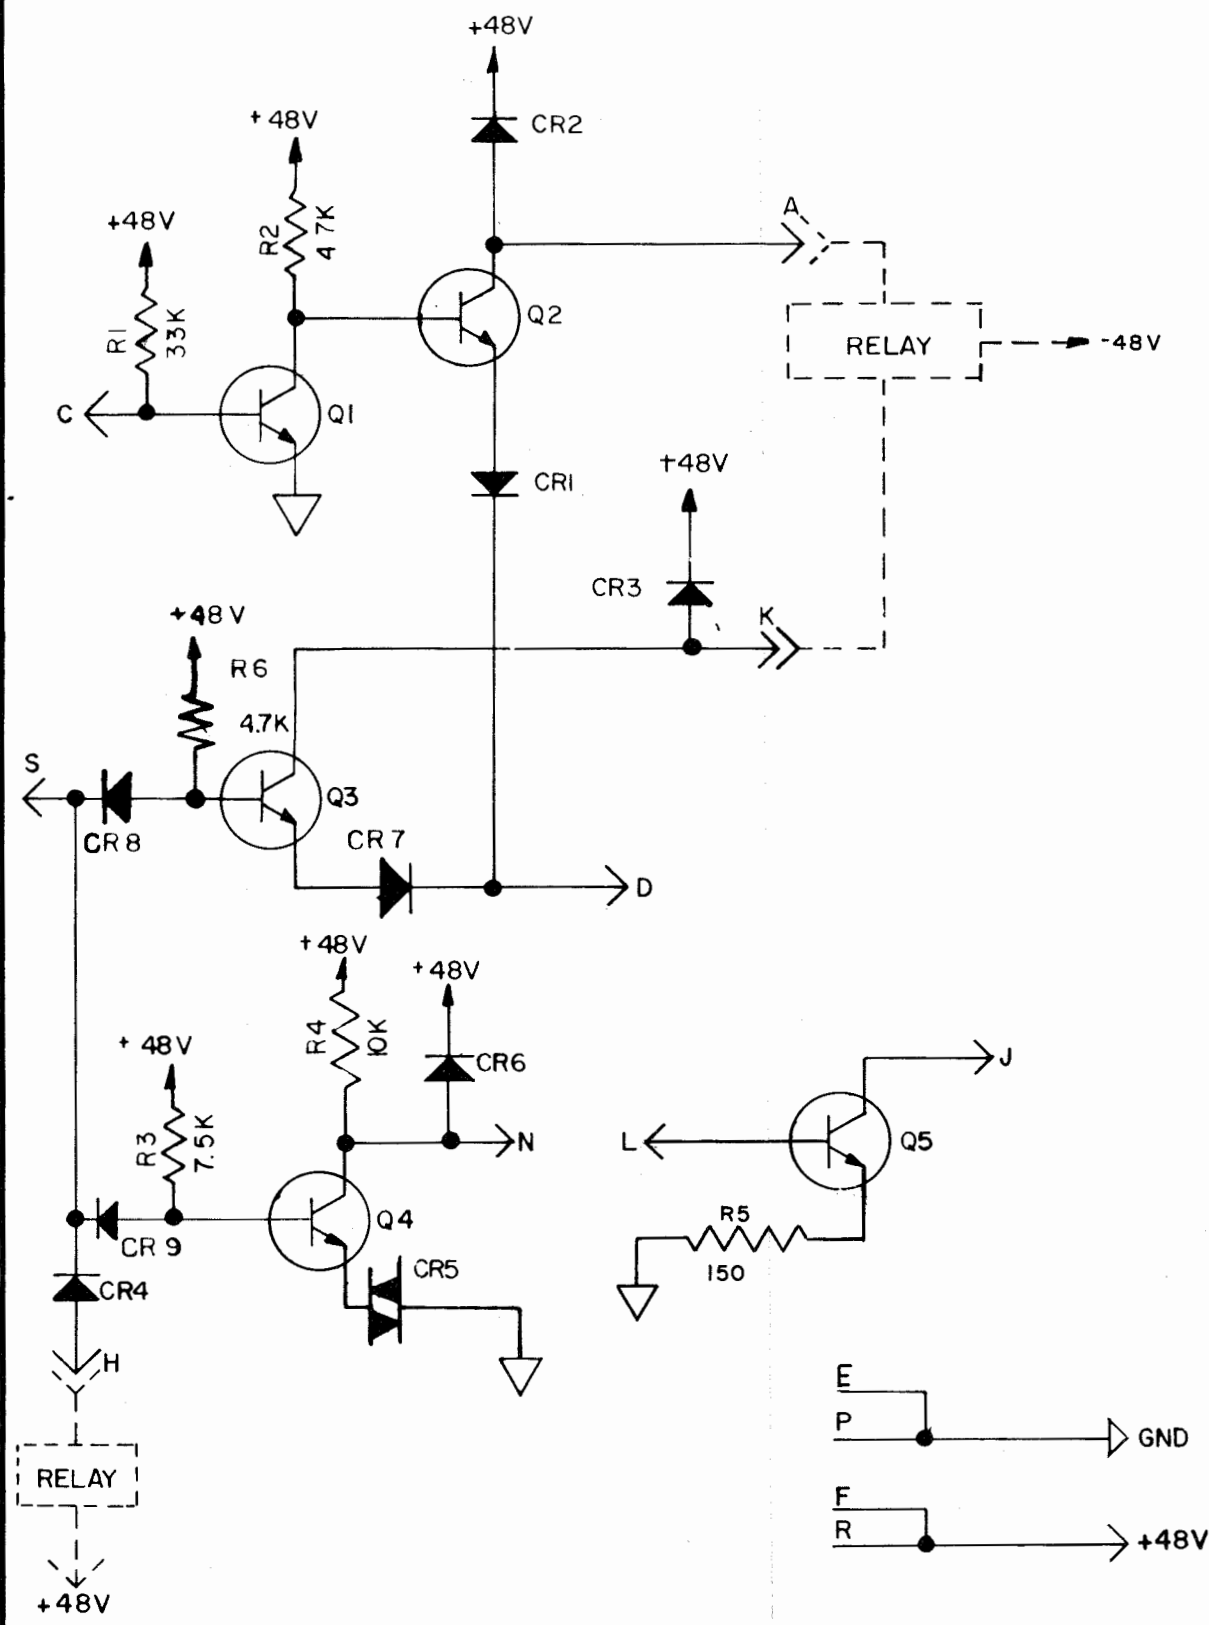 +48V
CR2
+48V
R2
47K
A
+48V
R1
33K
Q2
RELAY
-48V
C
Q1
CR1
+48V
CR3
K
+48V
R6
4.7K
S
Q3
CR8
CR7
D
+48V
+48V
R4
10K
CR6
+48V
R3
7.5K
N
J
L
Q5
Q4
R5
150
CR9
CR5
CR4
H
E
P
GND
RELAY
F
R
+48V
+48V